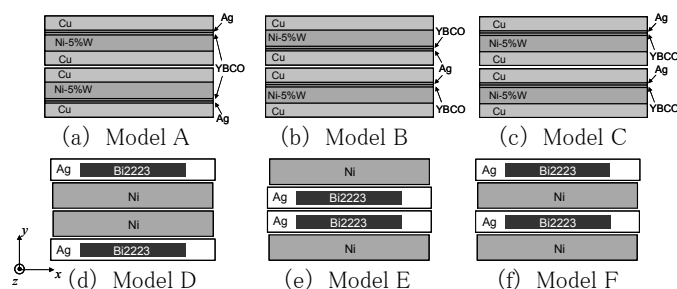 Cu
Ni-5%W
Cu
Cu
Ni-5%W
Cu
Ag
YBCO
Ag
(a) Model A
Cu
Ni-5%W
Cu
Cu
Ni-5%W
Cu
YBCO
Ag
YBCO
(b) Model B
Cu
Ni-5%W
Cu
Cu
Ni-5%W
Cu
Ag
YBCO
Ag
YBCO
(c) Model C
Ag Bi2223
Ni
Ni
Ag Bi2223
y
z
x
(d) Model D
Ni
Ag Bi2223
Ag Bi2223
Ni
(e) Model E
Ag Bi2223
Ni
Ag Bi2223
Ni
(f) Model F